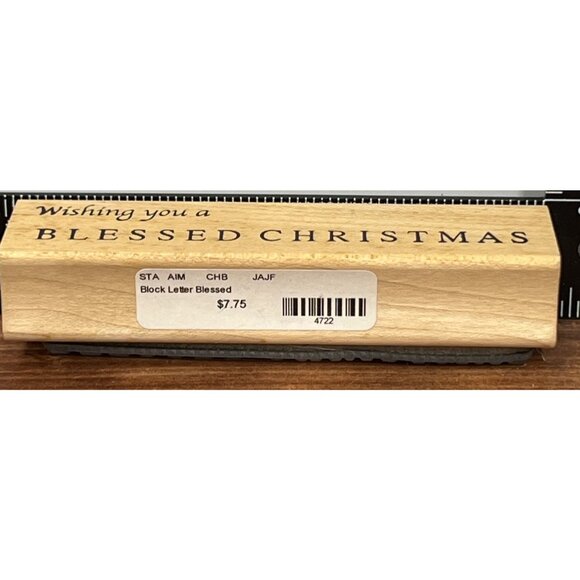 Wishing you a
BLESSED CHRISTMAS
STA AIM CHB JAJF
Block Letter Blessed
$7.75
4722